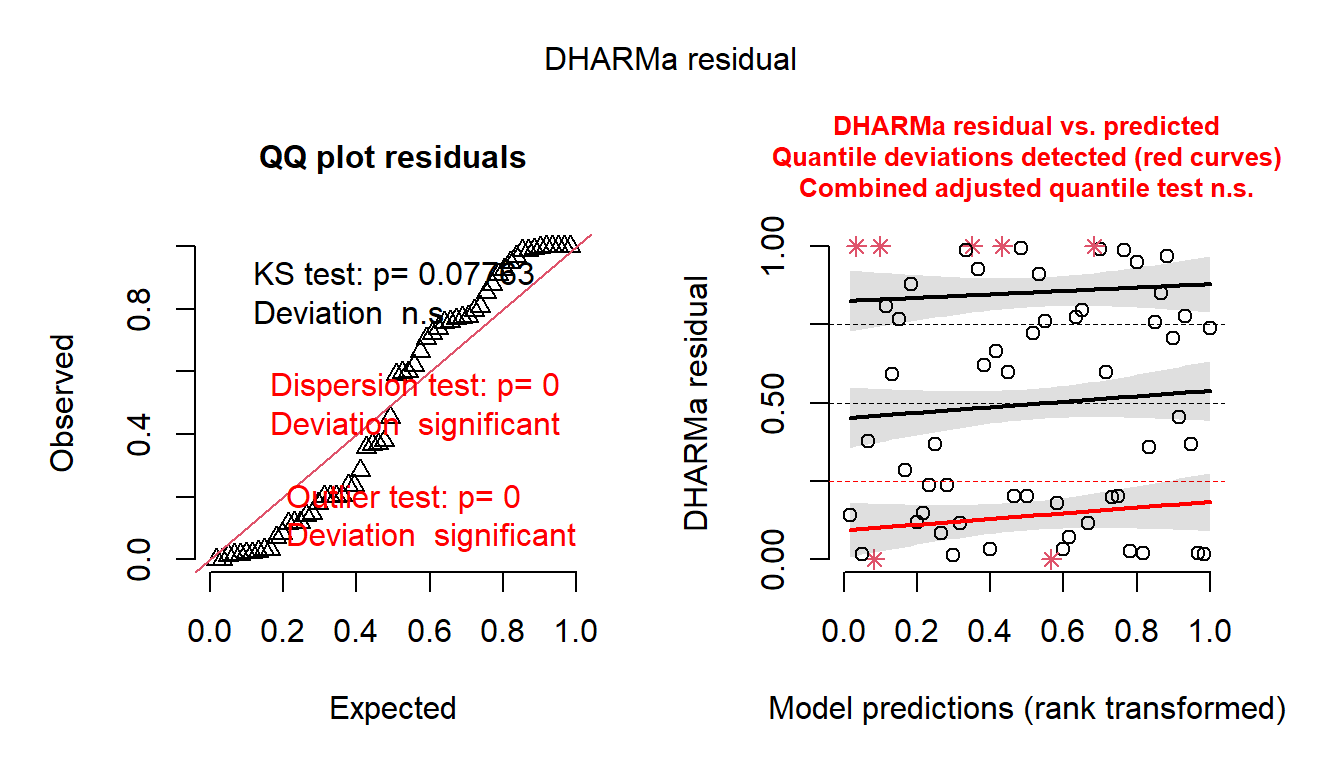 DHARMa residual
QQ plot residuals
KS test: p= 0.07763
Deviation  n.s.
Dispersion test: p= 0
Deviation  significant
Outlier test: p= 0
Deviation  significant
Observed
0.0
0.4
0.8
0.0 0.2 0.4 0.6 0.8 1.0
Expected
DHARMa residual vs. predicted
Quantile deviations detected (red curves)
Combined adjusted quantile test n.s.
DHARMa residual
0.00
0.50
1.00
0.0 0.2 0.4 0.6 0.8 1.0
Model predictions (rank transformed)